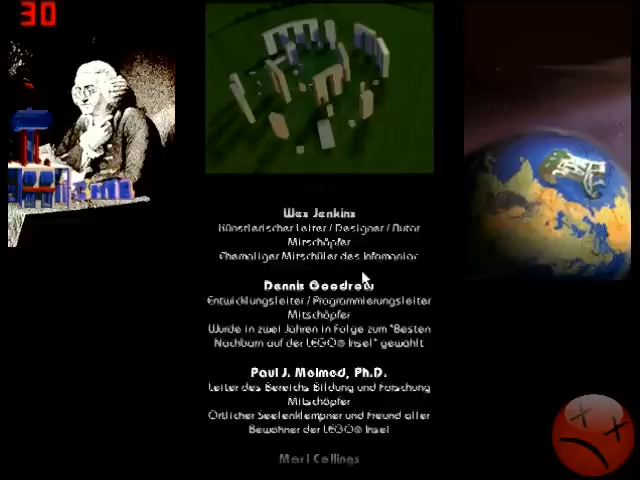 30
Wes Jenkins
Künstlerischer Leiter / Designer / Autor
Mitschöpfer
Ehemaliger Mitschüler des Infomaniac
Dennis Goodrow
Entwicklungsleiter / Programmierungsleiter
Mitschöpfer
Wurde in zwei Jahren in Folge zum "Besten
Nachbarn auf der LEGO® Insel" gewählt
Paul J. Melmed, Ph.D.
Leiter des Bereichs Bildung und Forschung
Mitschöpfer
Örtlicher Seelenklempner und Freund aller
Bewohner der LEGO® Insel
Marl Collings